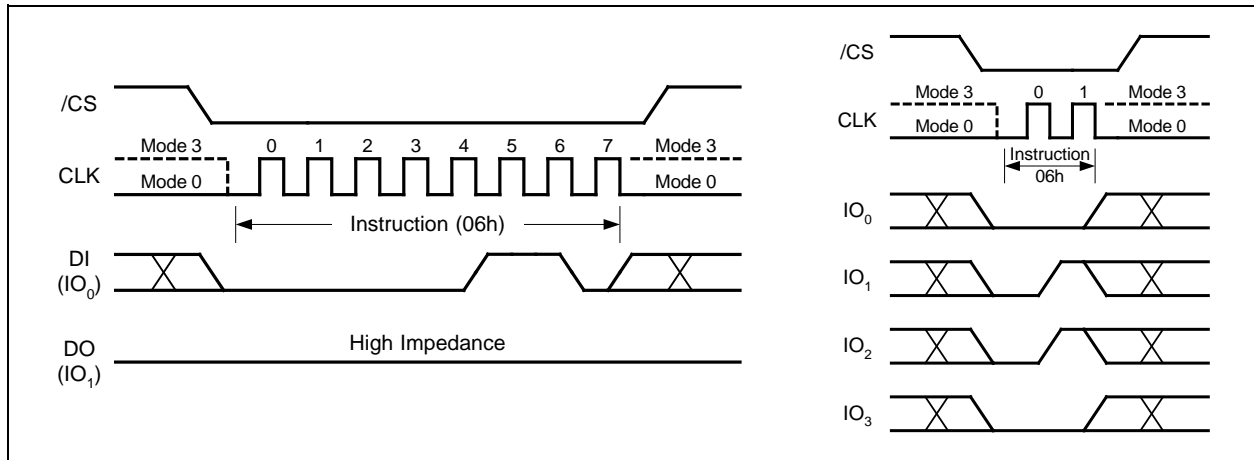 /CS
Mode 3 0 1 2 3 4 5 6 7 Mode 3
CLK Mode 0 Mode 0
Instruction (06h)
DI
(IO0)
High Impedance
DO
(IO1)
/CS
Mode 3 0 1 Mode 3
CLK Mode 0 Mode 0
Instruction
06h
IO0
IO1
IO2
IO3